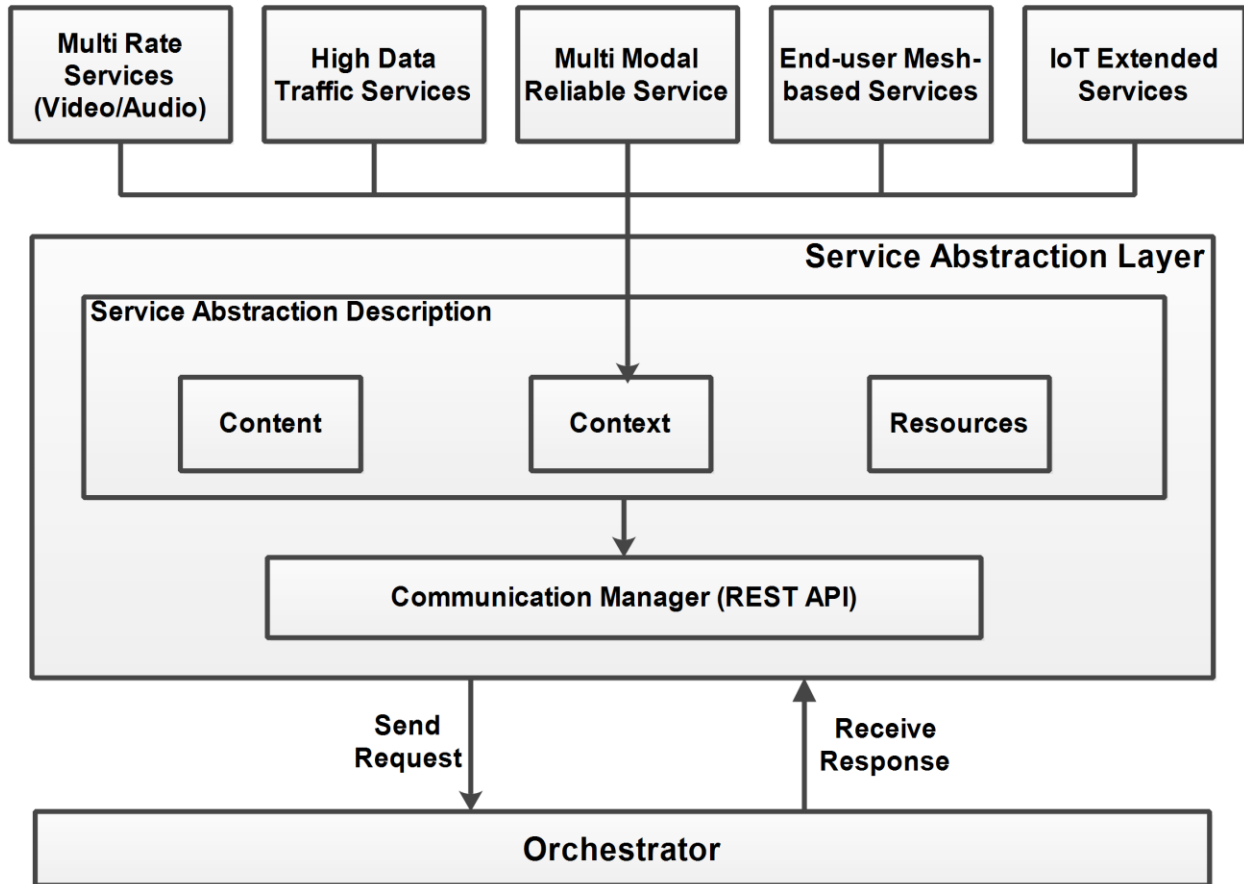 Multi Rate
Services
(Video/Audio)
High Data
Traffic Services
Multi Modal
Reliable Service
End-user Mesh-
based Services
IoT Extended
Services
Service Abstraction Layer
Service Abstraction Description
Content
Context
Resources
Communication Manager (REST API)
Send
Request
Receive
Response
Orchestrator